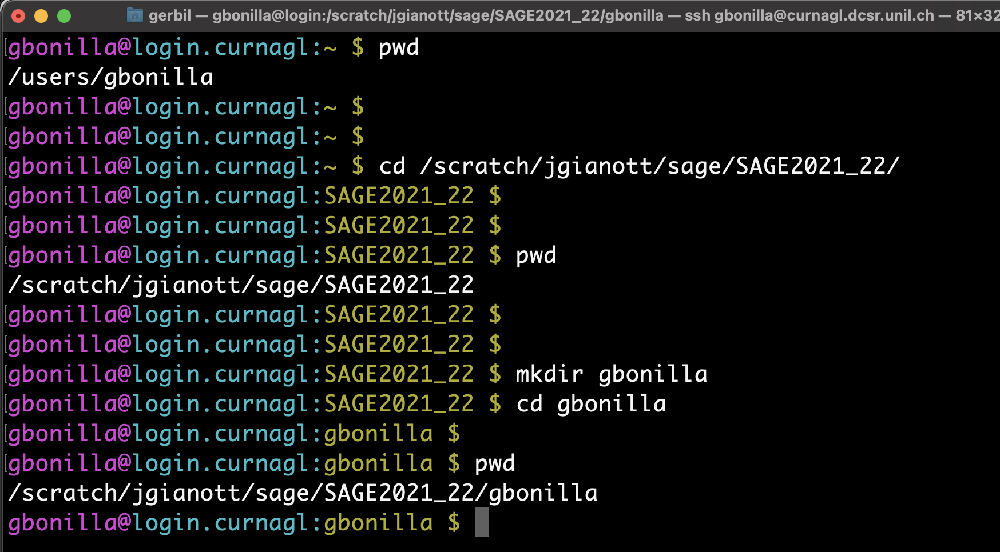 gerbil — gbonilla@login:/scratch/jgianott/sage/SAGE2021_22/gbonilla — ssh gbonilla@curnagl.dcsr.unil.ch — 81×32
gbonilla@login.curnagl:~ $ pwd
/users/gbonilla
gbonilla@login.curnagl:~ $
gbonilla@login.curnagl:~ $
gbonilla@login.curnagl:~ $ cd /scratch/jgianott/sage/SAGE2021_22/
gbonilla@login.curnagl:SAGE2021_22 $
gbonilla@login.curnagl:SAGE2021_22 $
gbonilla@login.curnagl:SAGE2021_22 $ pwd
/scratch/jgianott/sage/SAGE2021_22
gbonilla@login.curnagl:SAGE2021_22 $
gbonilla@login.curnagl:SAGE2021_22 $
gbonilla@login.curnagl:SAGE2021_22 $ mkdir gbonilla
gbonilla@login.curnagl:SAGE2021_22 $ cd gbonilla
gbonilla@login.curnagl:gbonilla $
gbonilla@login.curnagl:gbonilla $ pwd
/scratch/jgianott/sage/SAGE2021_22/gbonilla
gbonilla@login.curnagl:gbonilla $